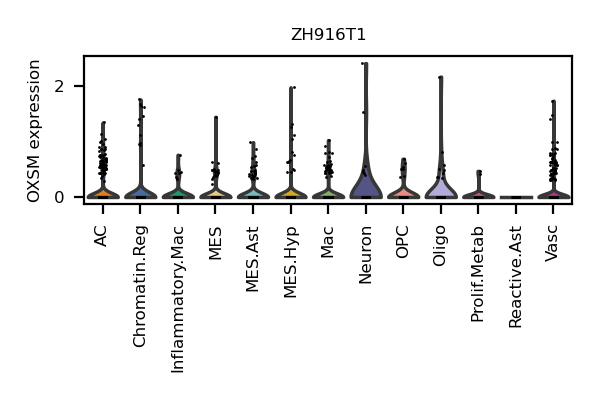 ZH916T1
OXSM expression
2
0
AC
Chromatin.Reg
Inflammatory.Mac
MES
MES.Ast
MES.Hyp
Mac
Neuron
OPC
Oligo
Prolif.Metab
Reactive.Ast
Vasc